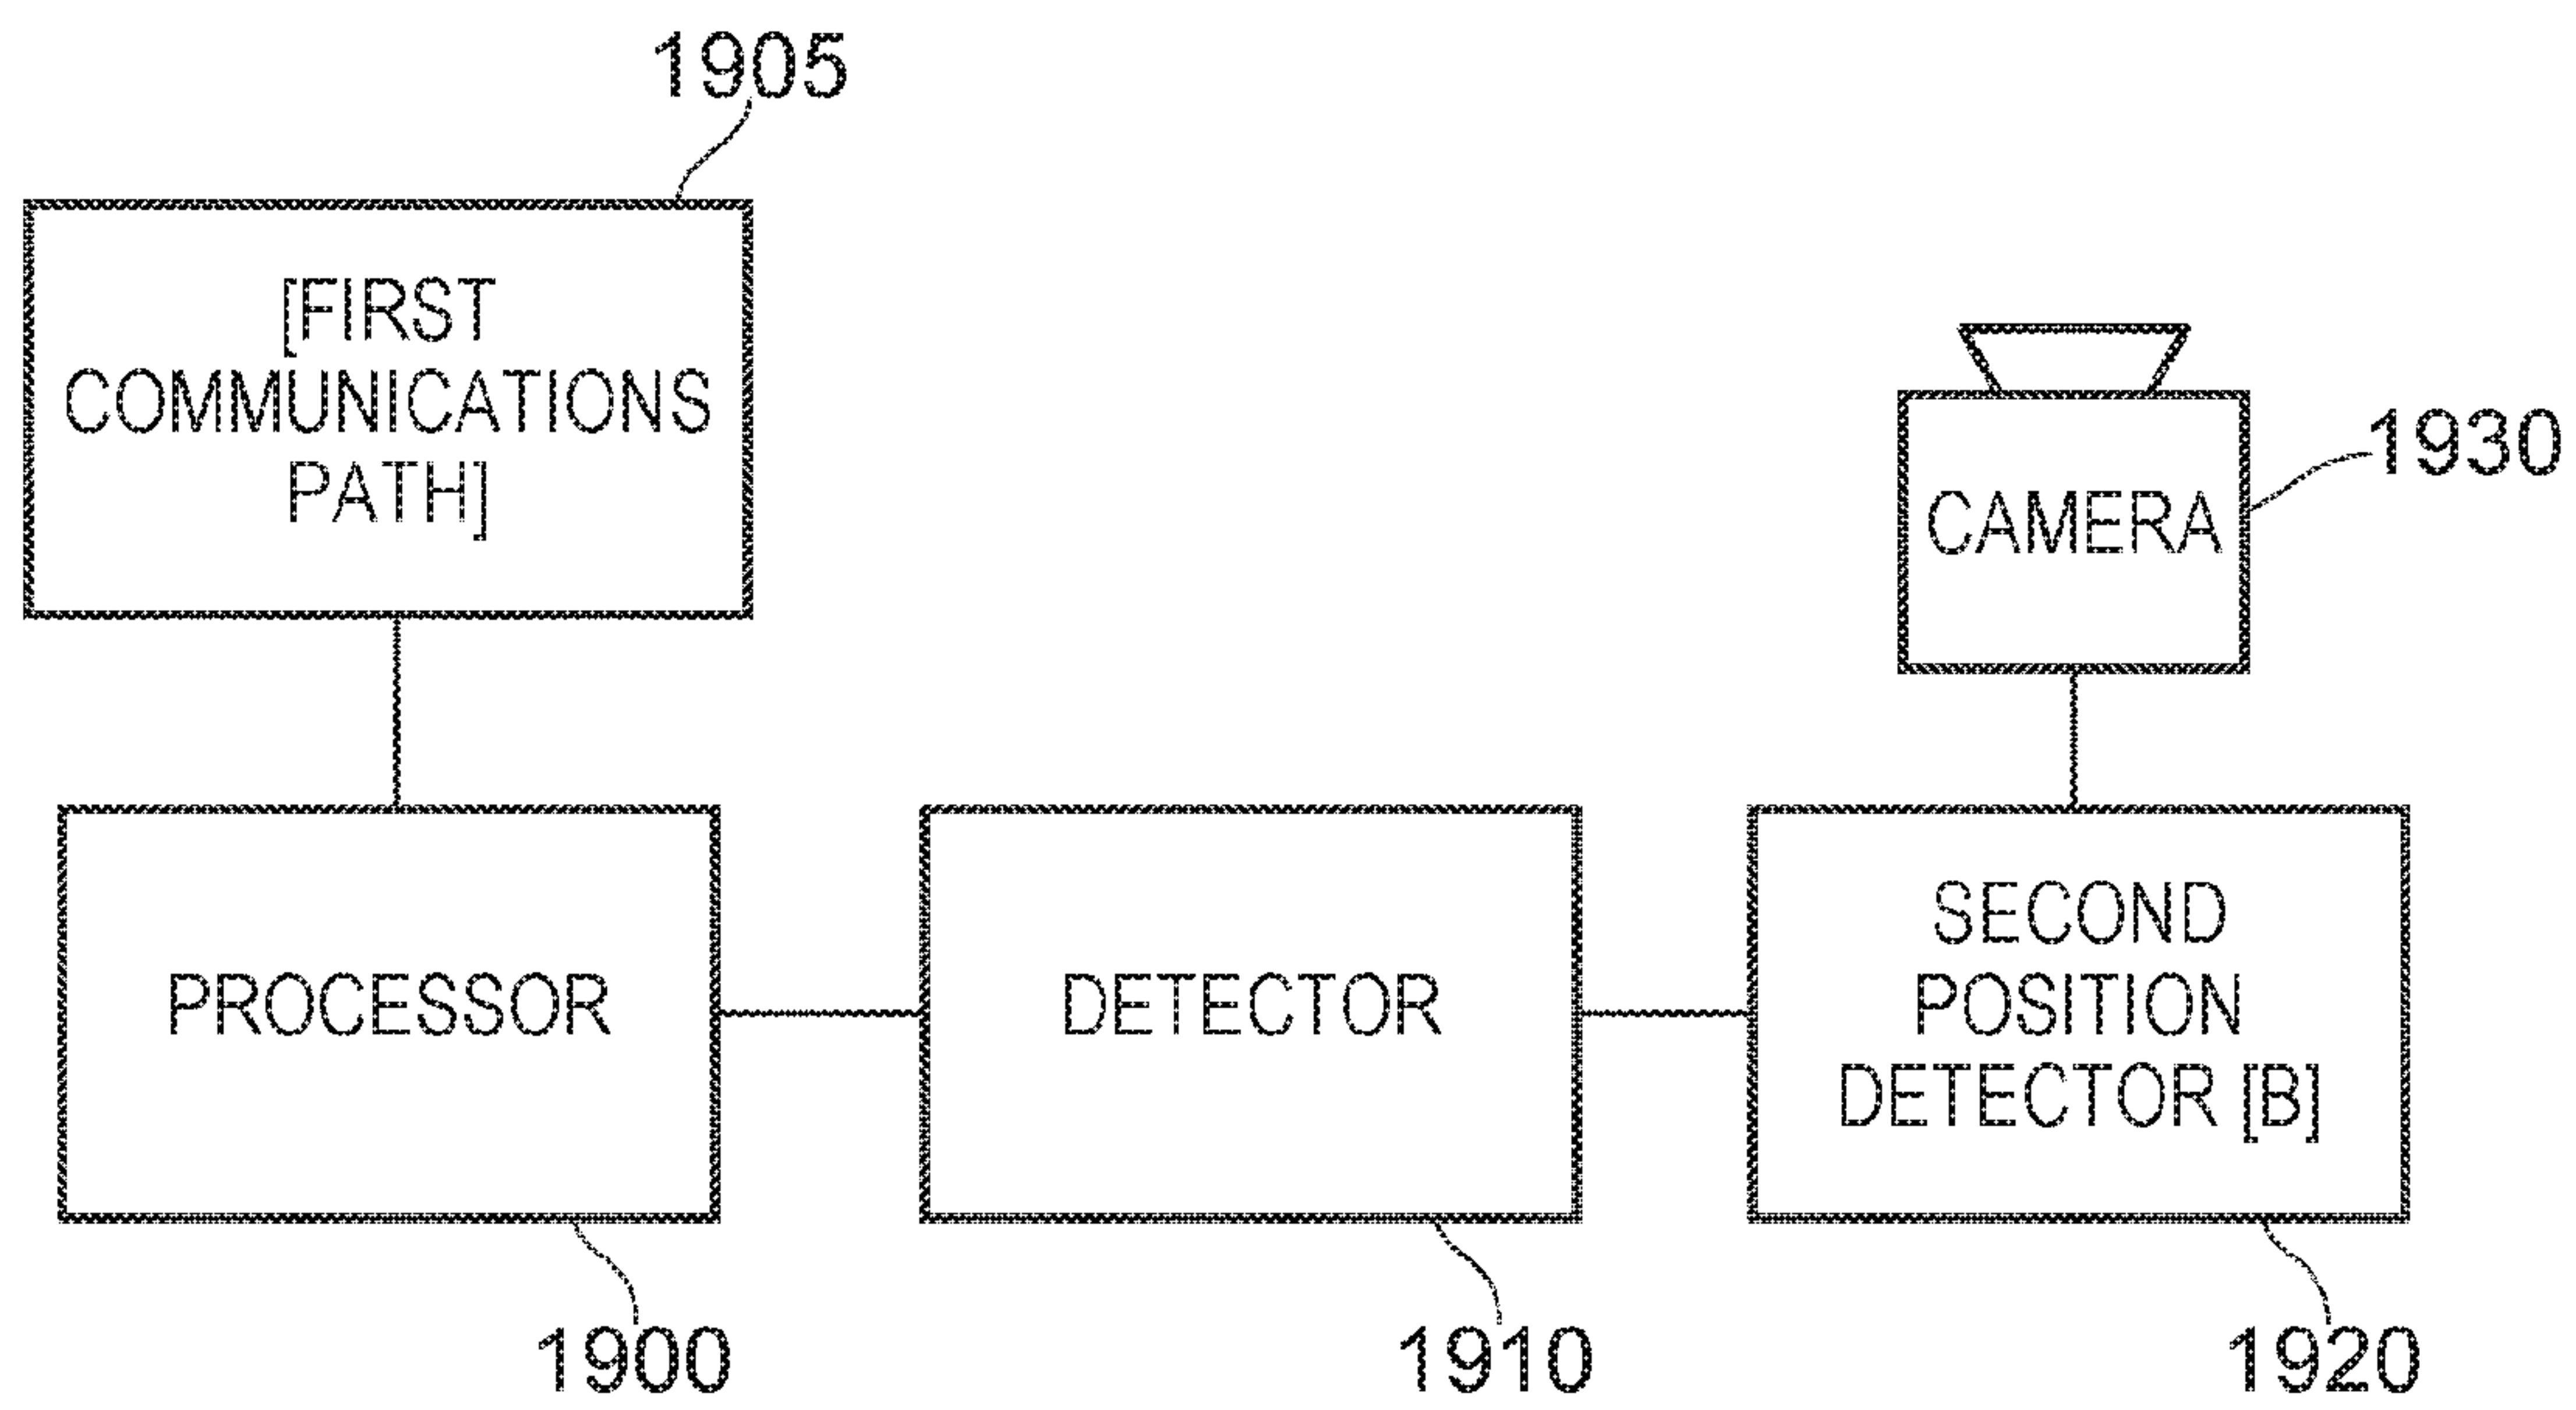 1905
[FIRST
COMMUNICATIONS
PATH]
CAMERA
1930
PROCESSOR
DETECTOR
SECOND
POSITION
DETECTOR [B]
1900
1910
1920